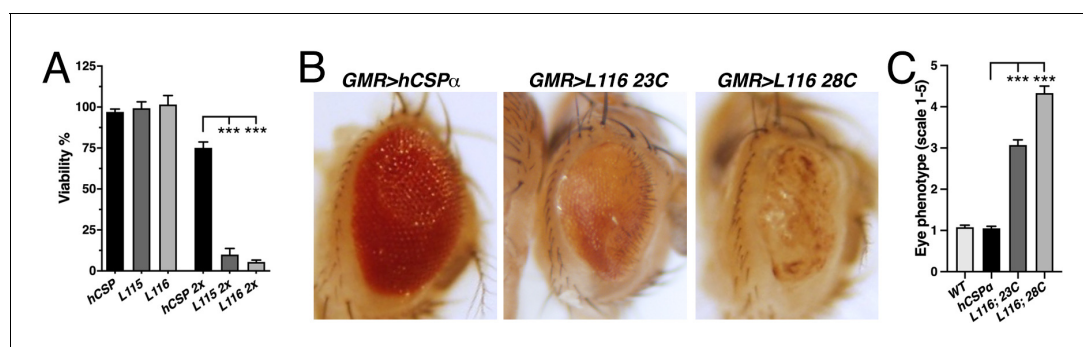 A
Viability %
125
100
75
50
25
0
*** ***
hCSP
L115
L116
hCSP 2x
L115 2x
L116 2x
B
GMR>hCSPα
GMR>L116 23C
GMR>L116 28C
C
Eye phenotype (scale 1-5)
5
4
3
2
1
0
*** ***
WT
hCSPα
L116; 23C
L116; 28C